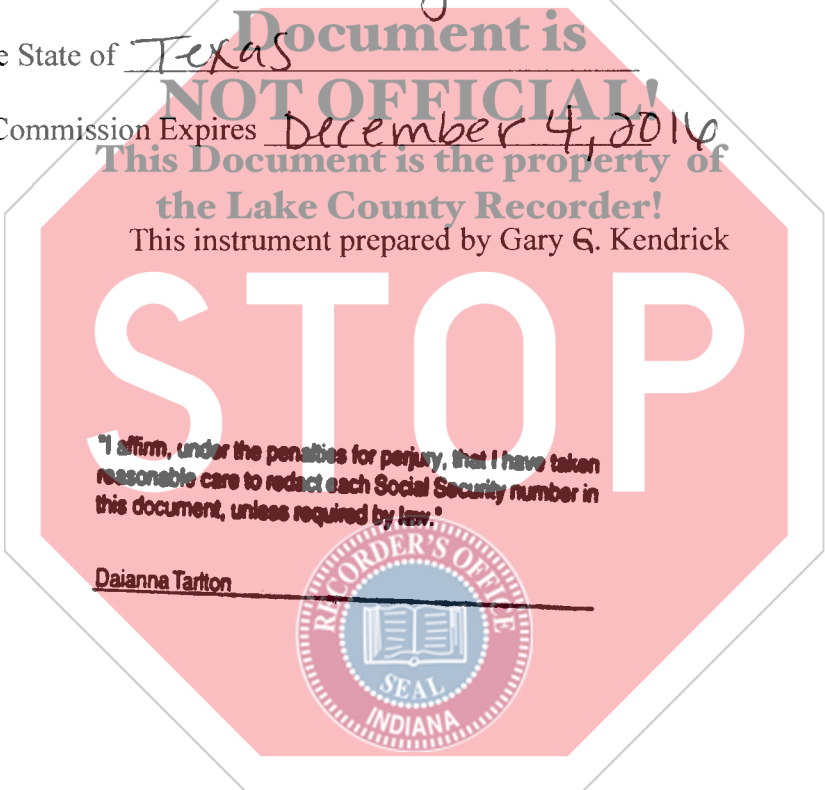 e State of Texas
Document is
NOT OFFICIAL!
Commission Expires December 4, 2016
This Document is the property of
the Lake County Recorder!
This instrument prepared by Gary G. Kendrick
STOP
"I affirm, under the penalties for perjury, that I have taken
reasonable care to redact each Social Security number in
this document, unless required by law."
Daianna Tarlton
RECORDER'S OFFICE
SEAL
INDIANA